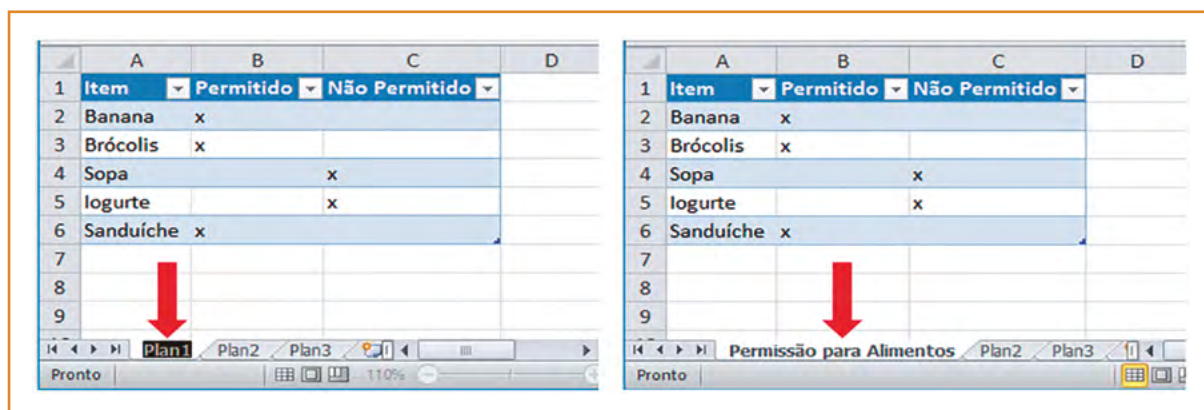 A B C D
1 Item Permitido Não Permitido
2 Banana x
3 Brócolis x
4 Sopa x
5 Iogurte x
6 Sanduíche x
7
8
9
Plan1 Plan2 Plan3
Pronto 110%
A B C D
1 Item Permitido Não Permitido
2 Banana x
3 Brócolis x
4 Sopa x
5 Iogurte x
6 Sanduíche x
7
8
9
Permissão para Alimentos Plan2 Plan3
Pronto